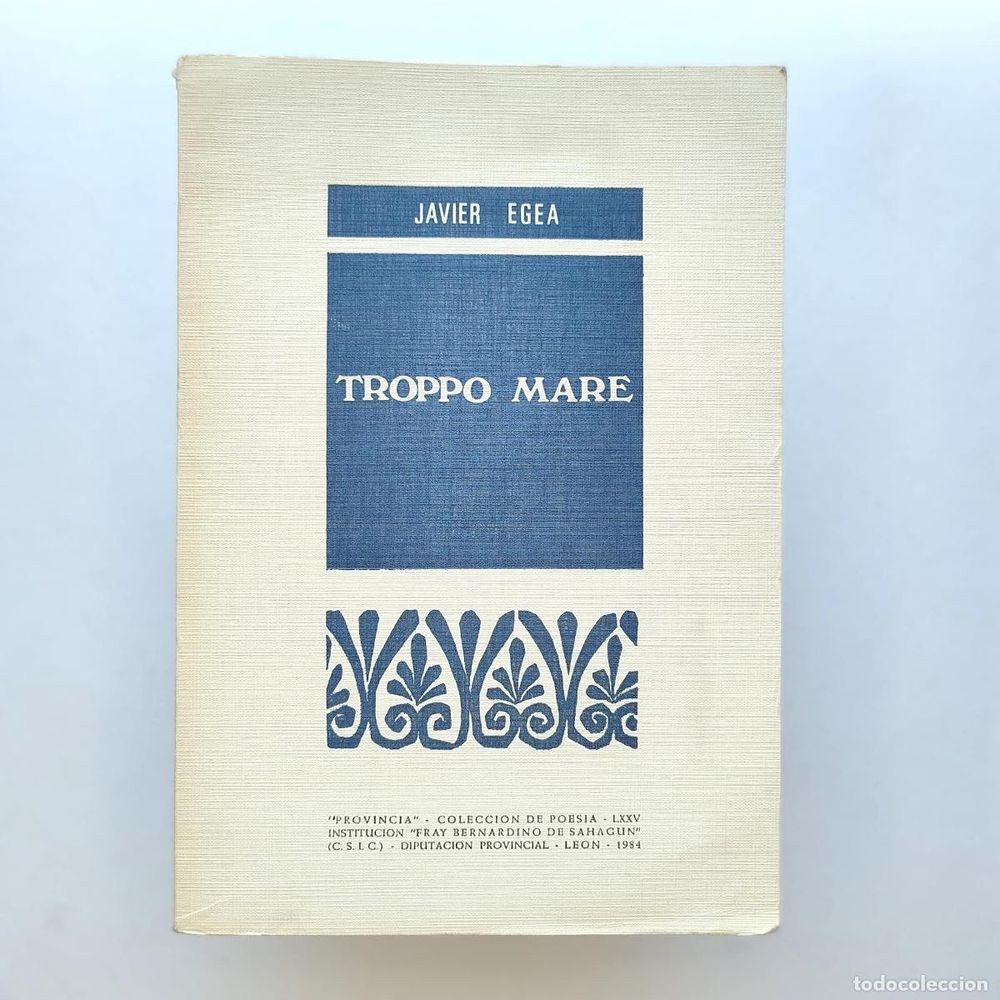 JAVIER EGEA
TROPPO MARE
"PROVINCIA" - COLECCION DE POESIA - LXXV
INSTITUCION "FRAY BERNARDINO DE SAHAGUN"
(C. S. I. C.) - DIPUTACION PROVINCIAL - LEON - 1984
todocoleccion